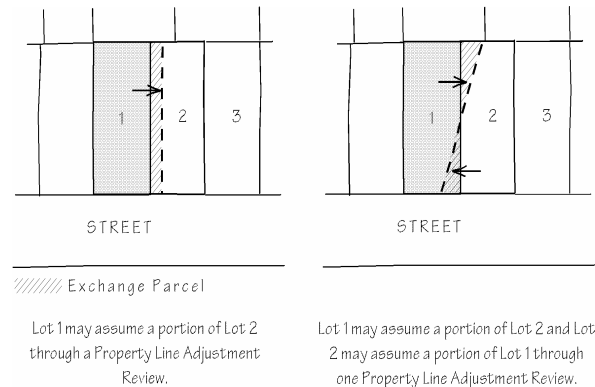 1
2
3
STREET
Exchange Parcel
Lot 1 may assume a portion of Lot 2
through a Property Line Adjustment
Review.
1
2
3
STREET
Lot 1 may assume a portion of Lot 2 and Lot
2 may assume a portion of Lot 1 through
one Property Line Adjustment Review.